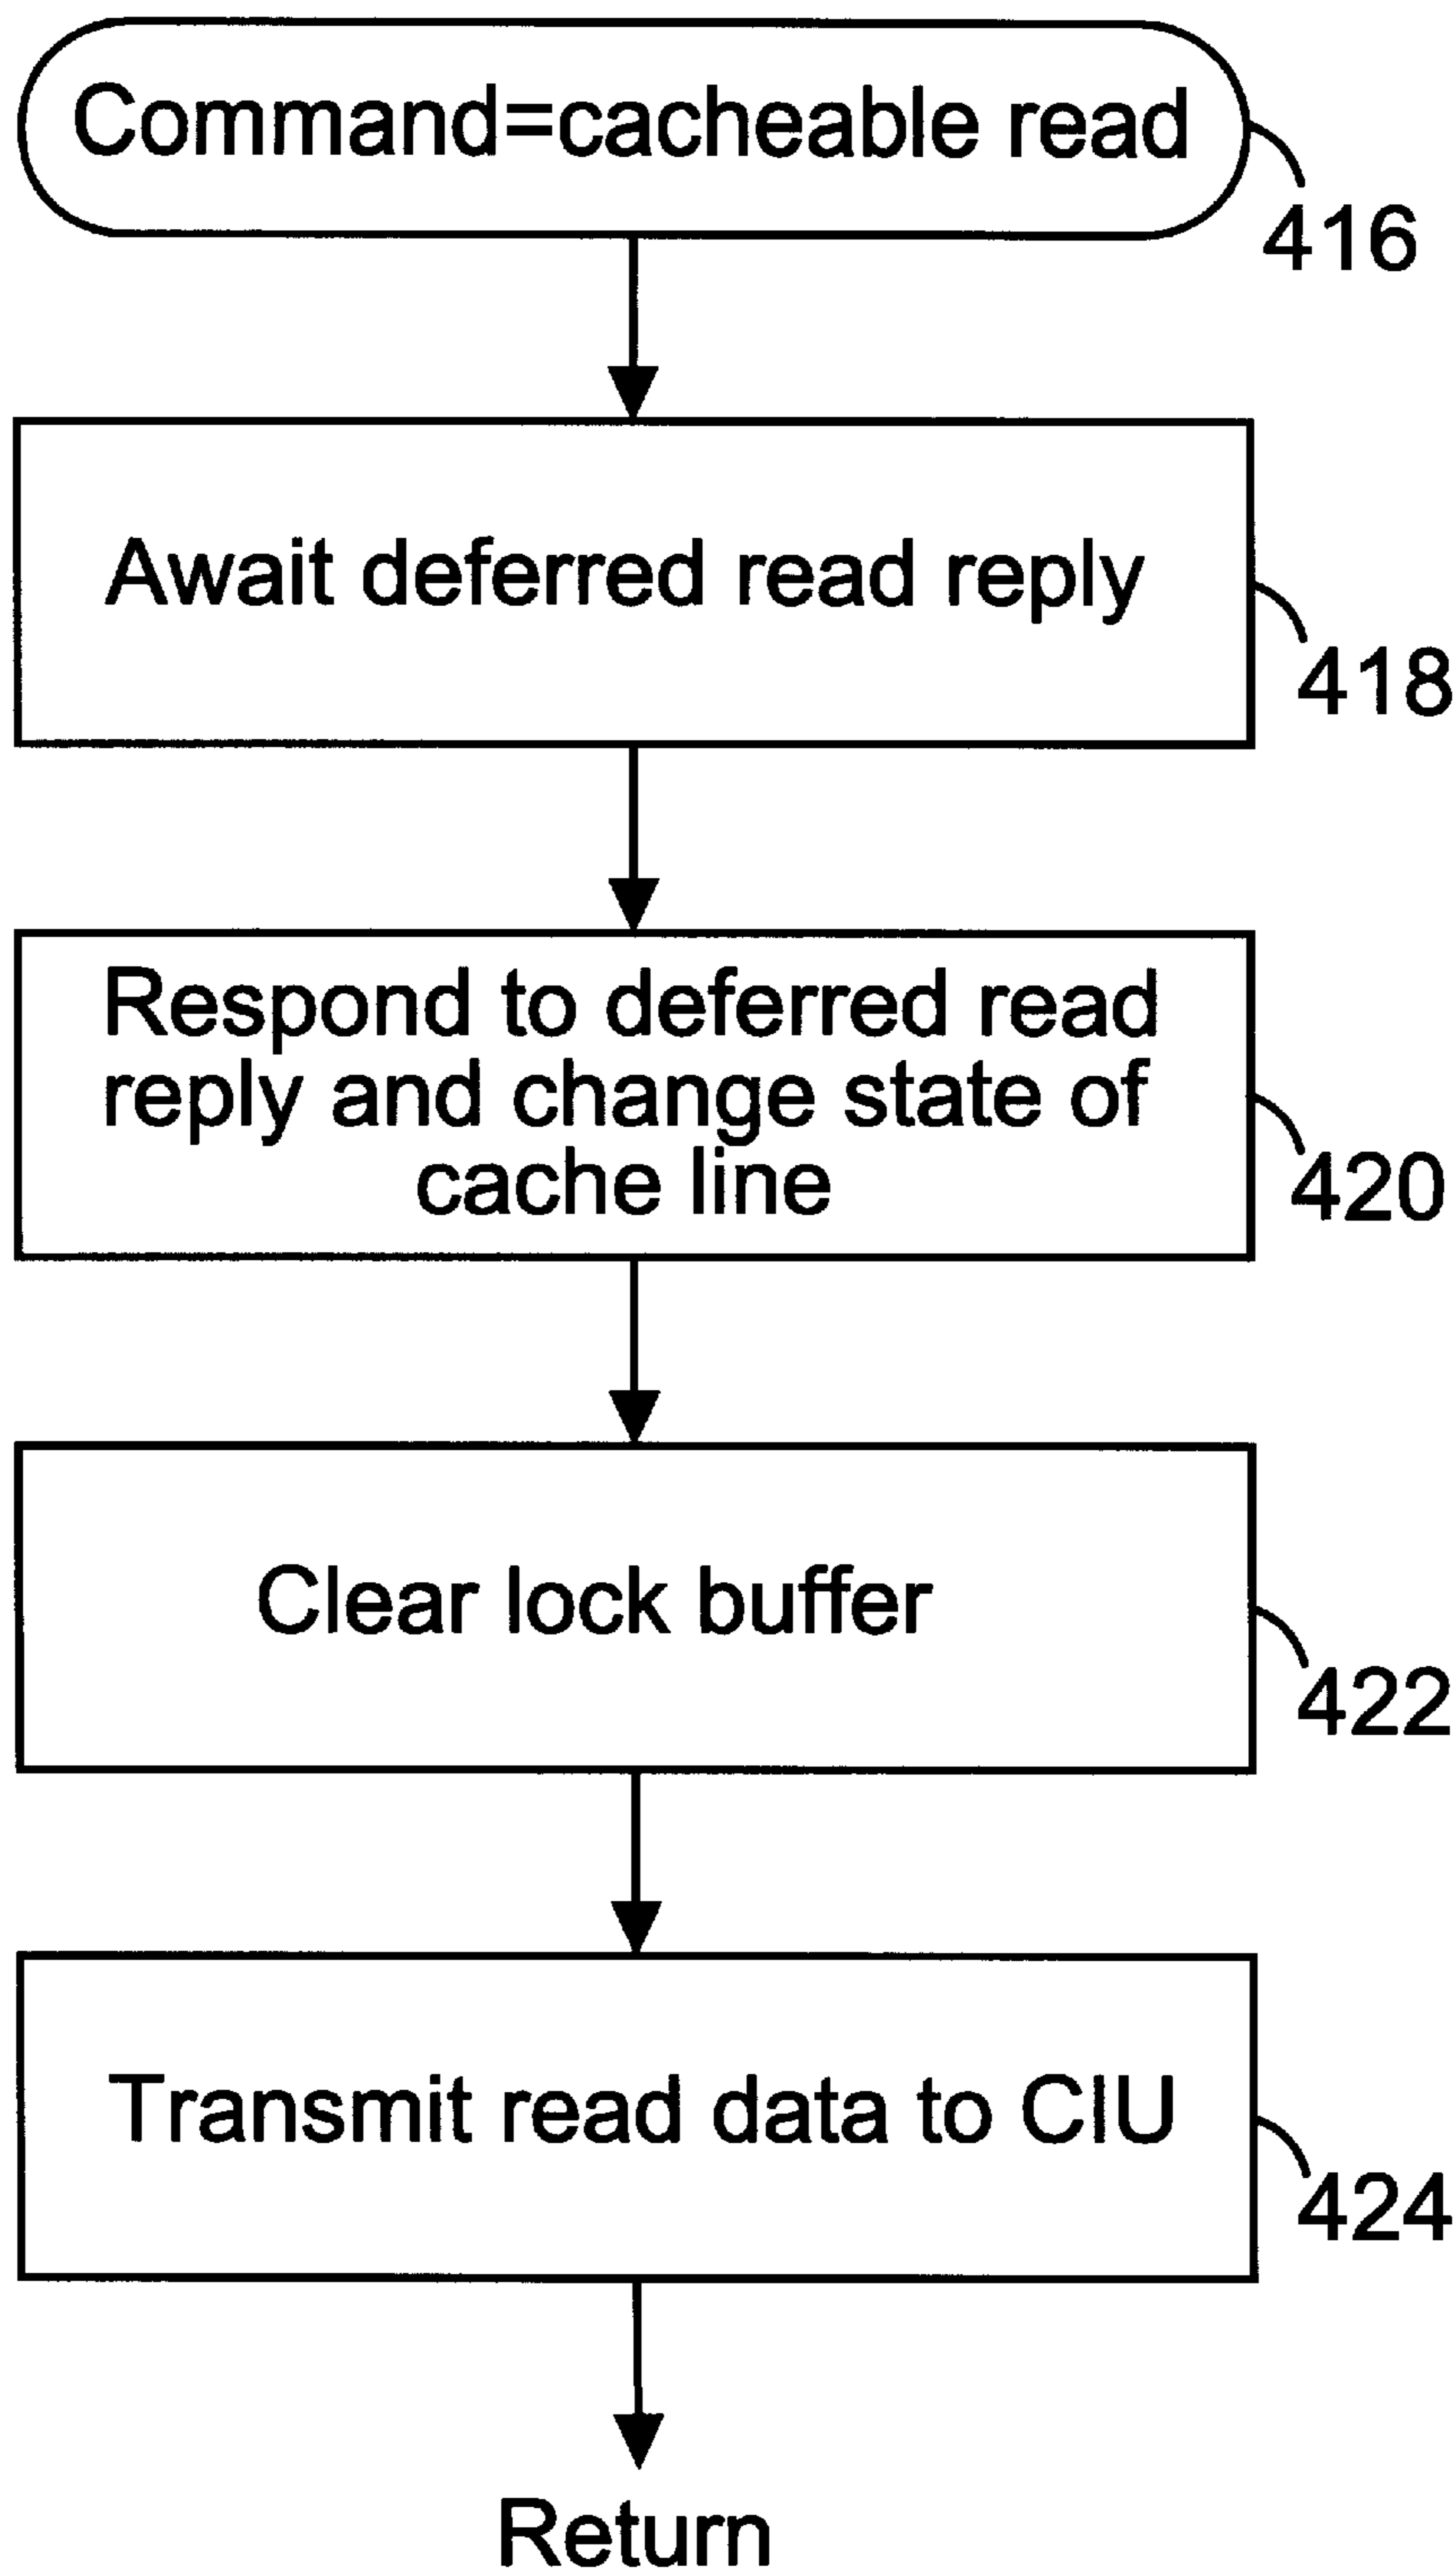 Command=cacheable read
416
Await deferred read reply
418
Respond to deferred read
reply and change state of
cache line
420
Clear lock buffer
422
Transmit read data to CIU
424
Return